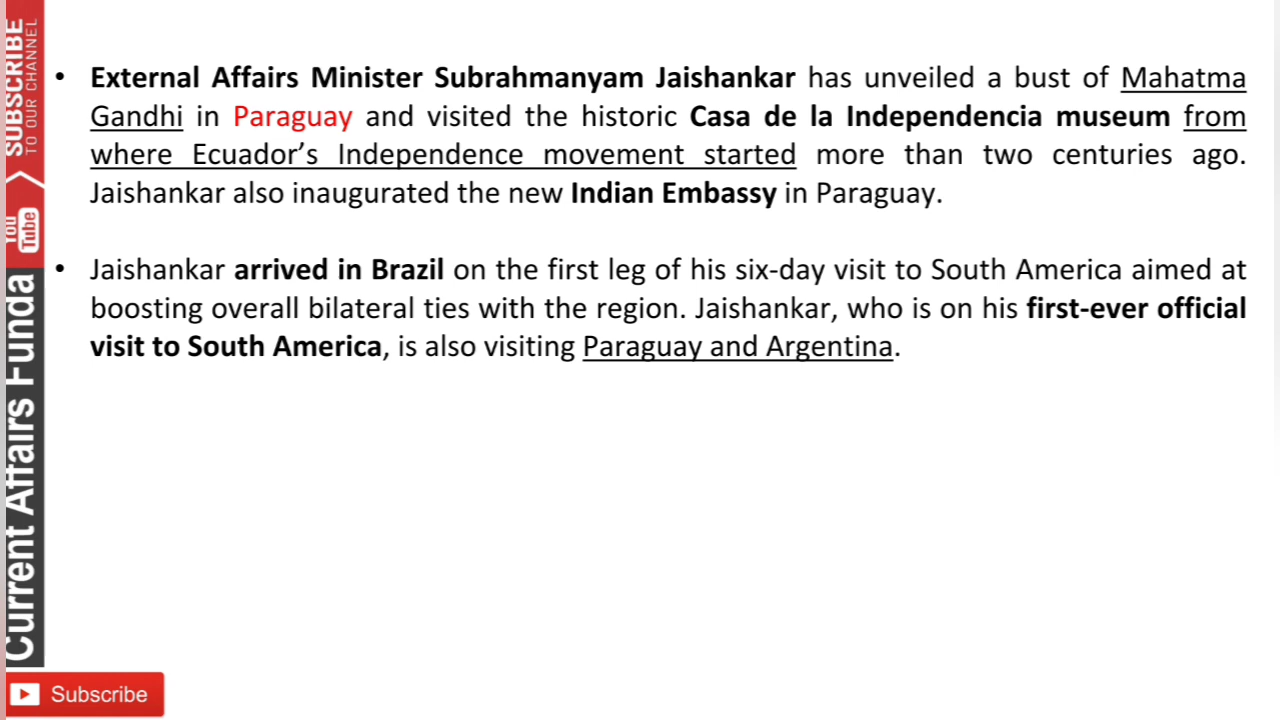 SUBSCRIBE
TO OUR CHANNEL
You
Tube
Current Affairs Funda
• External Affairs Minister Subrahmanyam Jaishankar has unveiled a bust of Mahatma
Gandhi in Paraguay and visited the historic Casa de la Independencia museum from
where Ecuador’s Independence movement started more than two centuries ago.
Jaishankar also inaugurated the new Indian Embassy in Paraguay.
• Jaishankar arrived in Brazil on the first leg of his six-day visit to South America aimed at
boosting overall bilateral ties with the region. Jaishankar, who is on his first-ever official
visit to South America, is also visiting Paraguay and Argentina.
Subscribe